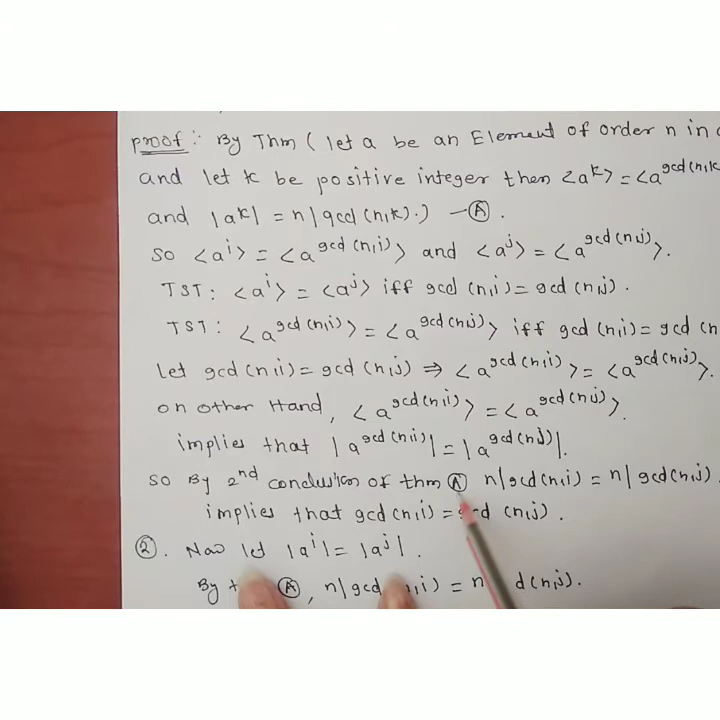 proof:- By Thm ( let a be an Element of order n in
and let k be positive integer then <a^k> = <a^gcd(n,k
and |a^k| = n/gcd(n,k).) — Ⓐ.
so <a^i> = <a^gcd(n,i)> and <a^j> = <a^gcd(n,j)>.
TST: <a^i> = <a^j> iff gcd (n,i) = gcd (n,j).
TST: <a^gcd(n,i)> = <a^gcd(n,j)> iff gcd (n,i) = gcd (n
let gcd (n,i) = gcd (n,j) ⇒ <a^gcd(n,i)> = <a^gcd(n,j)>.
on other Hand, <a^gcd(n,i)> = <a^gcd(n,j)>.
implies that |a^gcd(n,i)| = |a^gcd(n,j)|.
so By 2nd conclusion of thm Ⓐ n/gcd(n,i) = n/gcd(n,j).
implies that gcd(n,i) = gcd (n,j).
②. Now let |a^i| = |a^j|.
By Ⓐ, n/gcd(n,i) = n d(n,j).